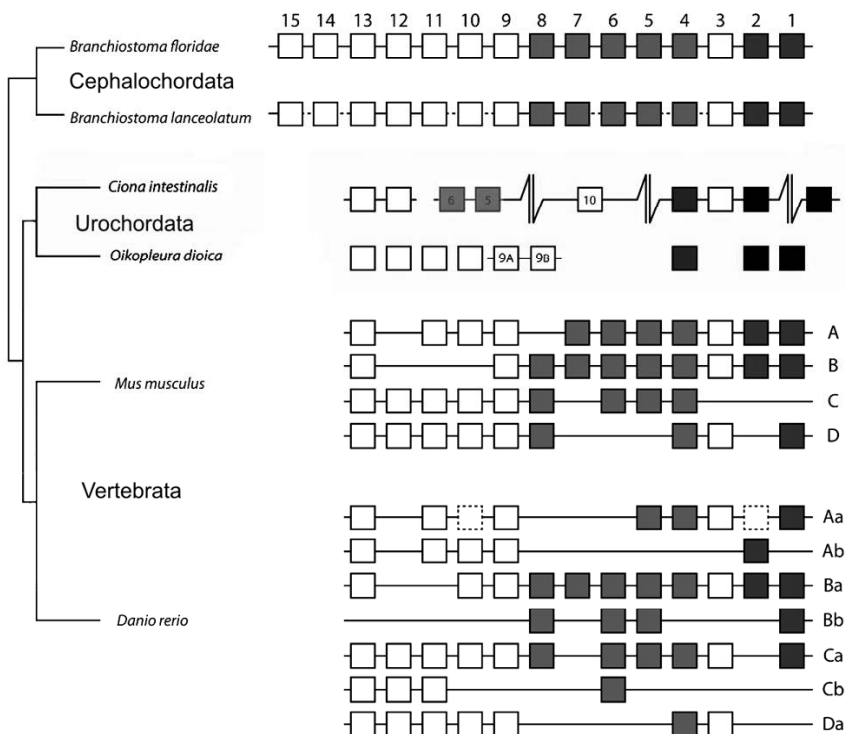 15 14 13 12 11 10 9 8 7 6 5 4 3 2 1
Branchiostoma floridae
Cephalochordata
Branchiostoma lanceolatum
Ciona intestinalis
6 5 10
Urochordata
Oikopleura dioica
9A 9B
A
B
Mus musculus
C
D
Vertebrata
Aa
Ab
Ba
Danio rerio
Bb
Ca
Cb
Da